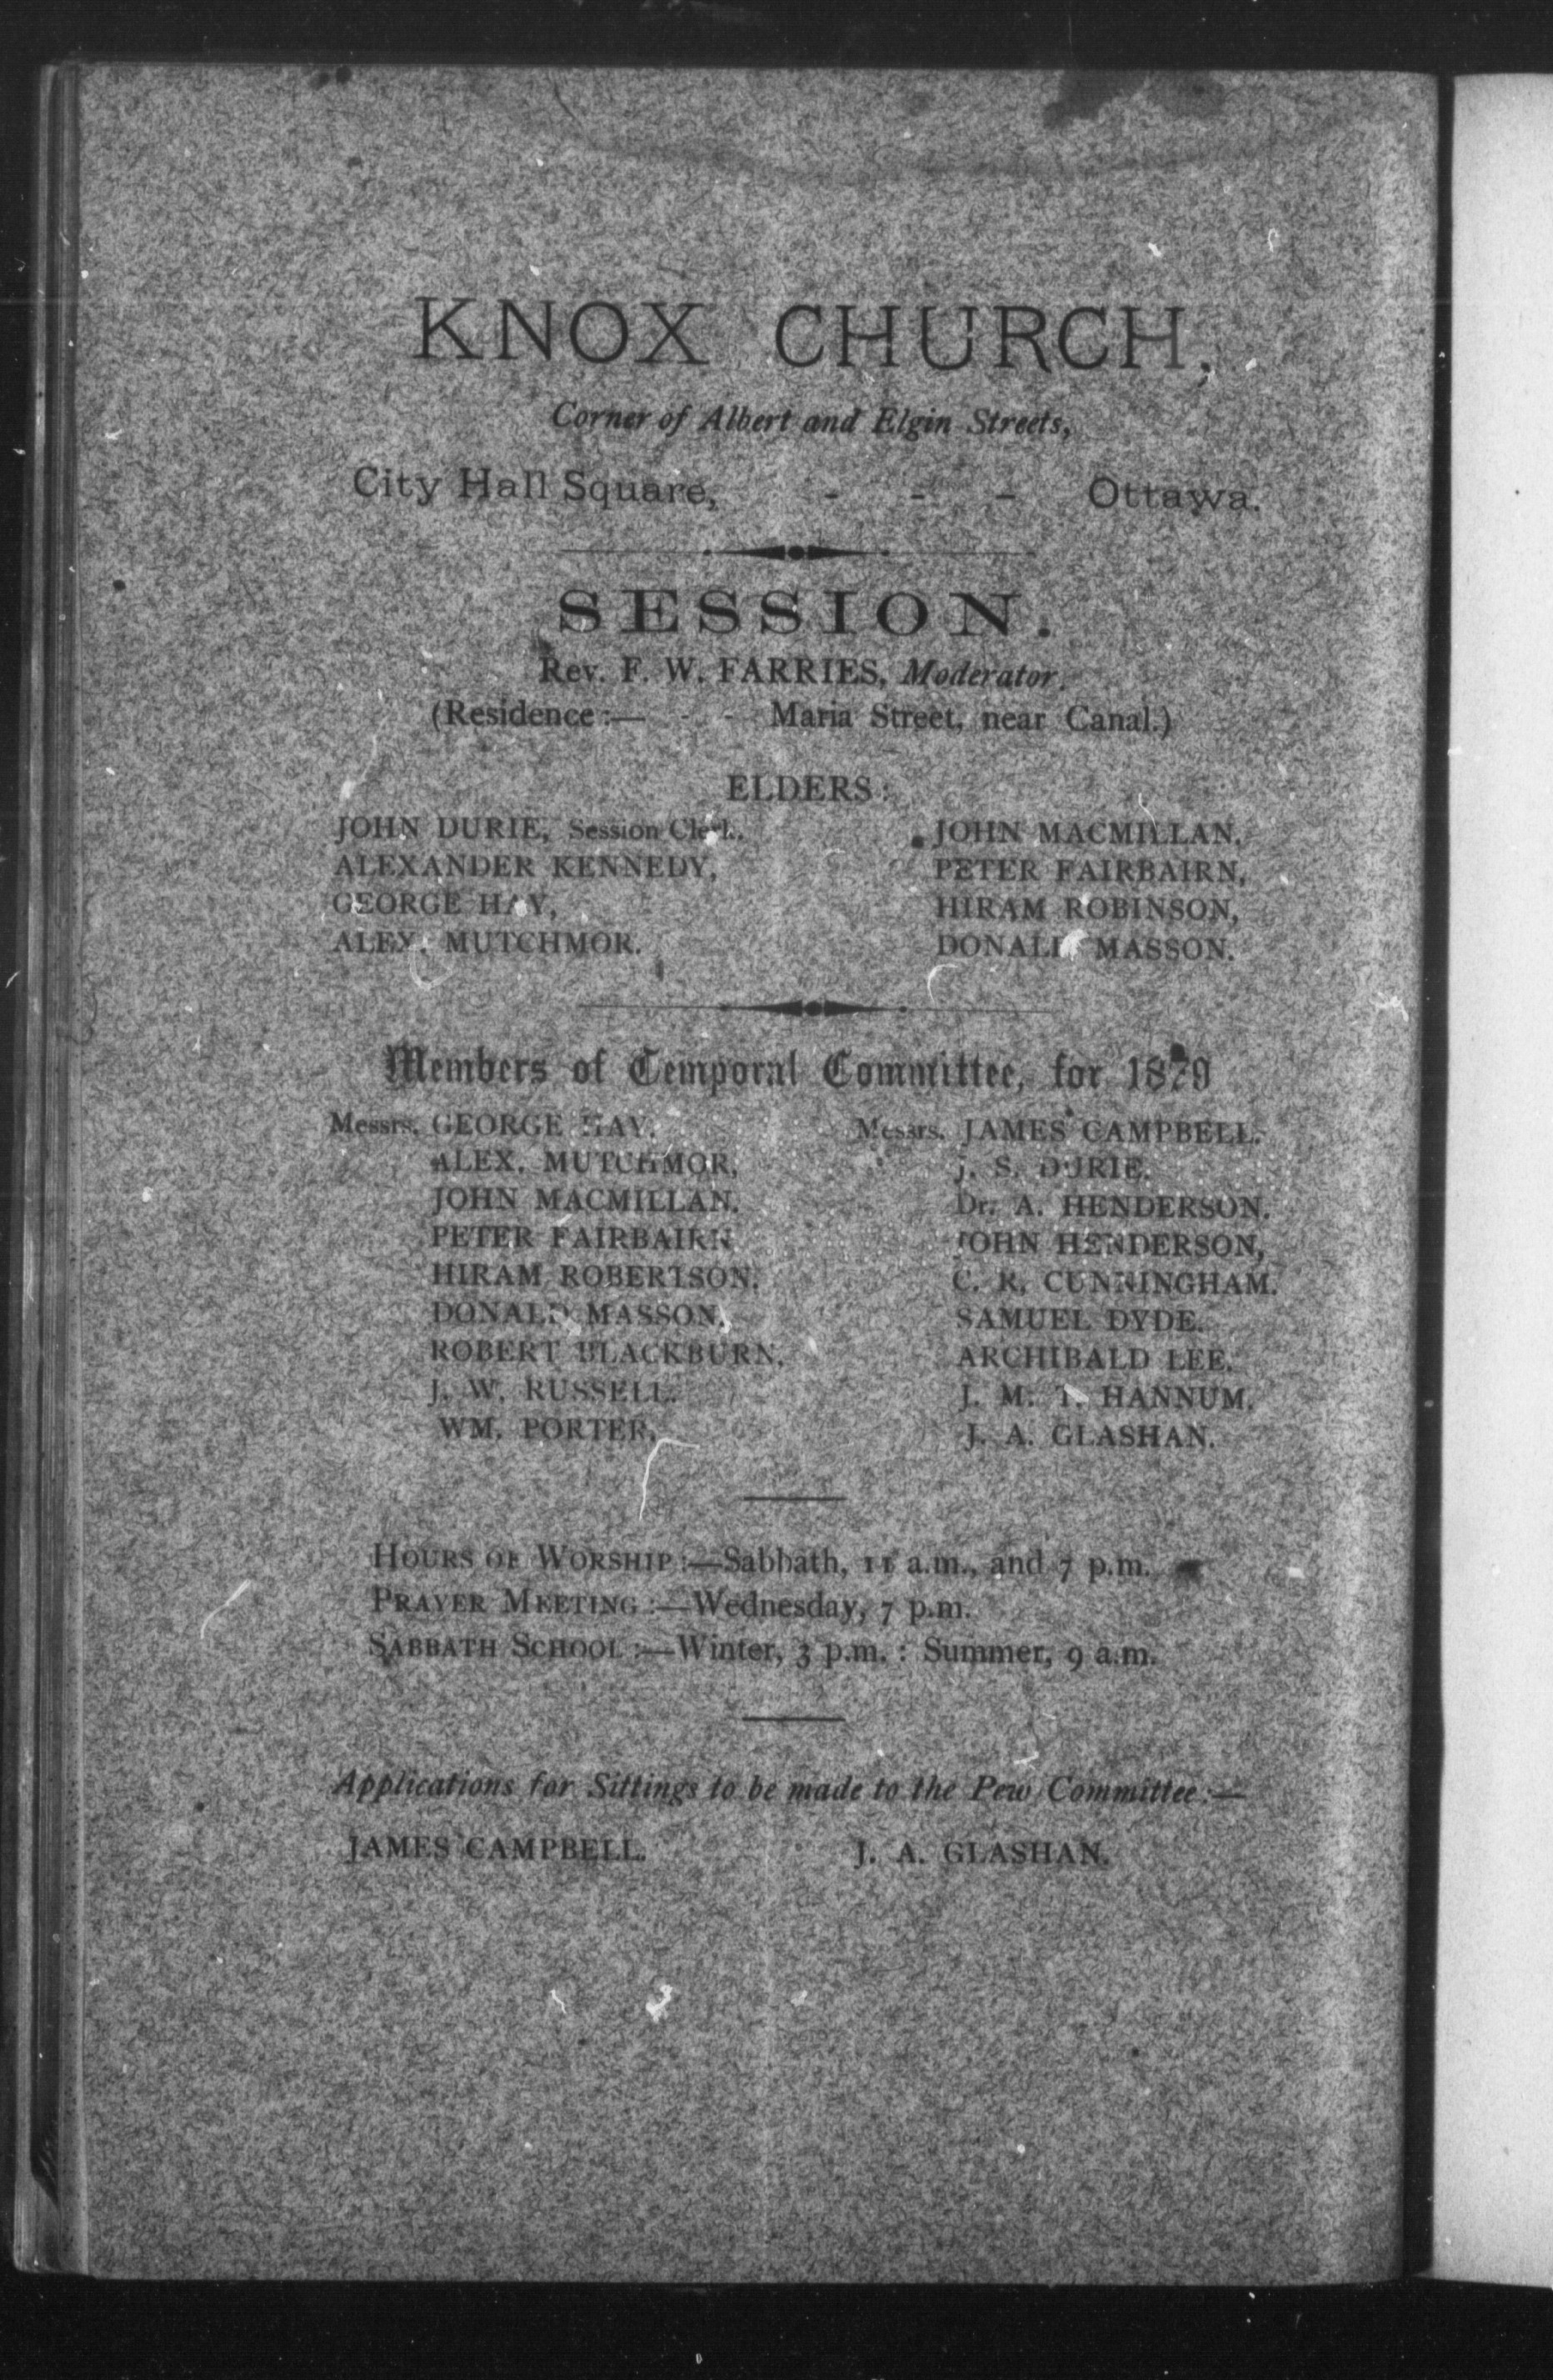 KNOX CHURCH,
Corner of Albert and Elgin Streets,
City Hall Square, - - - Ottawa.
SESSION.
Rev. F. W. FARRIES, Moderator.
(Residence:— - - Maria Street, near Canal.)
ELDERS:
JOHN DURIE, Session Clerk.
JOHN MACMILLAN,
ALEXANDER KENNEDY,
PETER FAIRBAIRN,
GEORGE HAY,
HIRAM ROBINSON,
ALEX. MUTCHMOR.
DONALD MASSON.
Members of Temporal Committee, for 1879
Messrs. GEORGE HAY.
Messrs. JAMES CAMPBELL.
ALEX. MUTCHMOR,
J. S. DURIE.
JOHN MACMILLAN.
Dr. A. HENDERSON.
PETER FAIRBAIRN
JOHN HENDERSON,
HIRAM ROBERTSON.
C. R. CUNNINGHAM.
DONALD MASSON,
SAMUEL DYDE.
ROBERT BLACKBURN.
ARCHIBALD LEE.
J. W. RUSSELL.
J. M. T. HANNUM.
WM. PORTER,
J. A. GLASHAN.
HOURS OF WORSHIP:—Sabbath, 11 a.m., and 7 p.m.
PRAYER MEETING:—Wednesday, 7 p.m.
SABBATH SCHOOL:—Winter, 3 p.m. : Summer, 9 a.m.
Applications for Sittings to be made to the Pew Committee:—
JAMES CAMPBELL. J. A. GLASHAN.